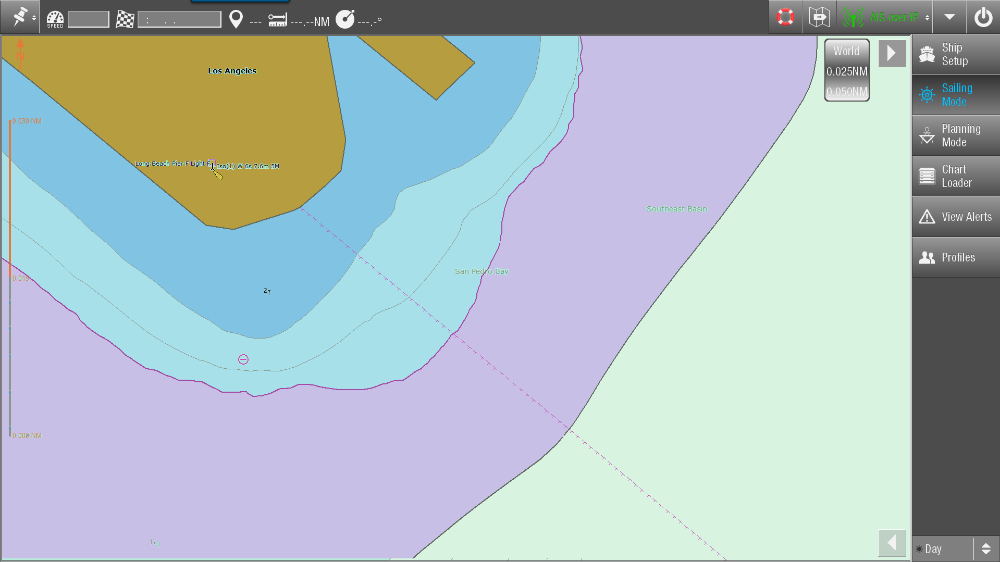 SPEED
: . .
---
---.--NM
---.-°
AIS over IP
N
World
0.025NM
0.050NM
Ship
Setup
Sailing
Mode
Planning
Mode
Chart
Loader
View Alerts
Profiles
Los Angeles
0.030 NM
Long Beach Pier F Light F
Iso(1) W 6s 7.6m 5M
Southeast Basin
San Pedro Bay
0.015
27
0.000 NM
179
Day